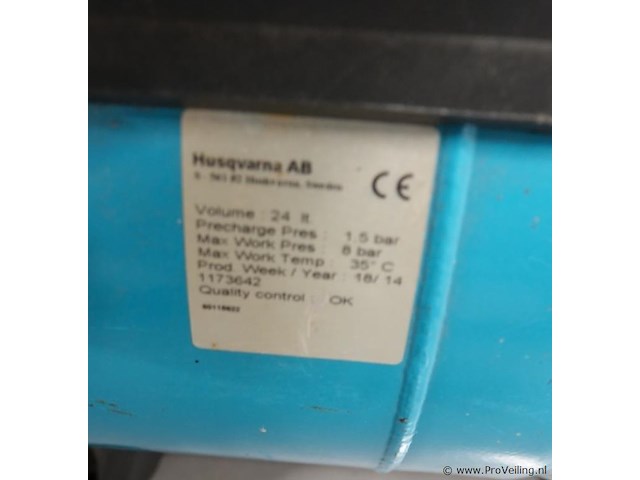 Husqvarna AB
CE
Volume : 24 lt.
Precharge Pres : 1.5 bar
Max Work Pres : 8 bar
Max Work Temp : 35° C
Prod. Week / Year : 18/ 14
1173642
Quality control : OK
© www.ProVeiling.nl